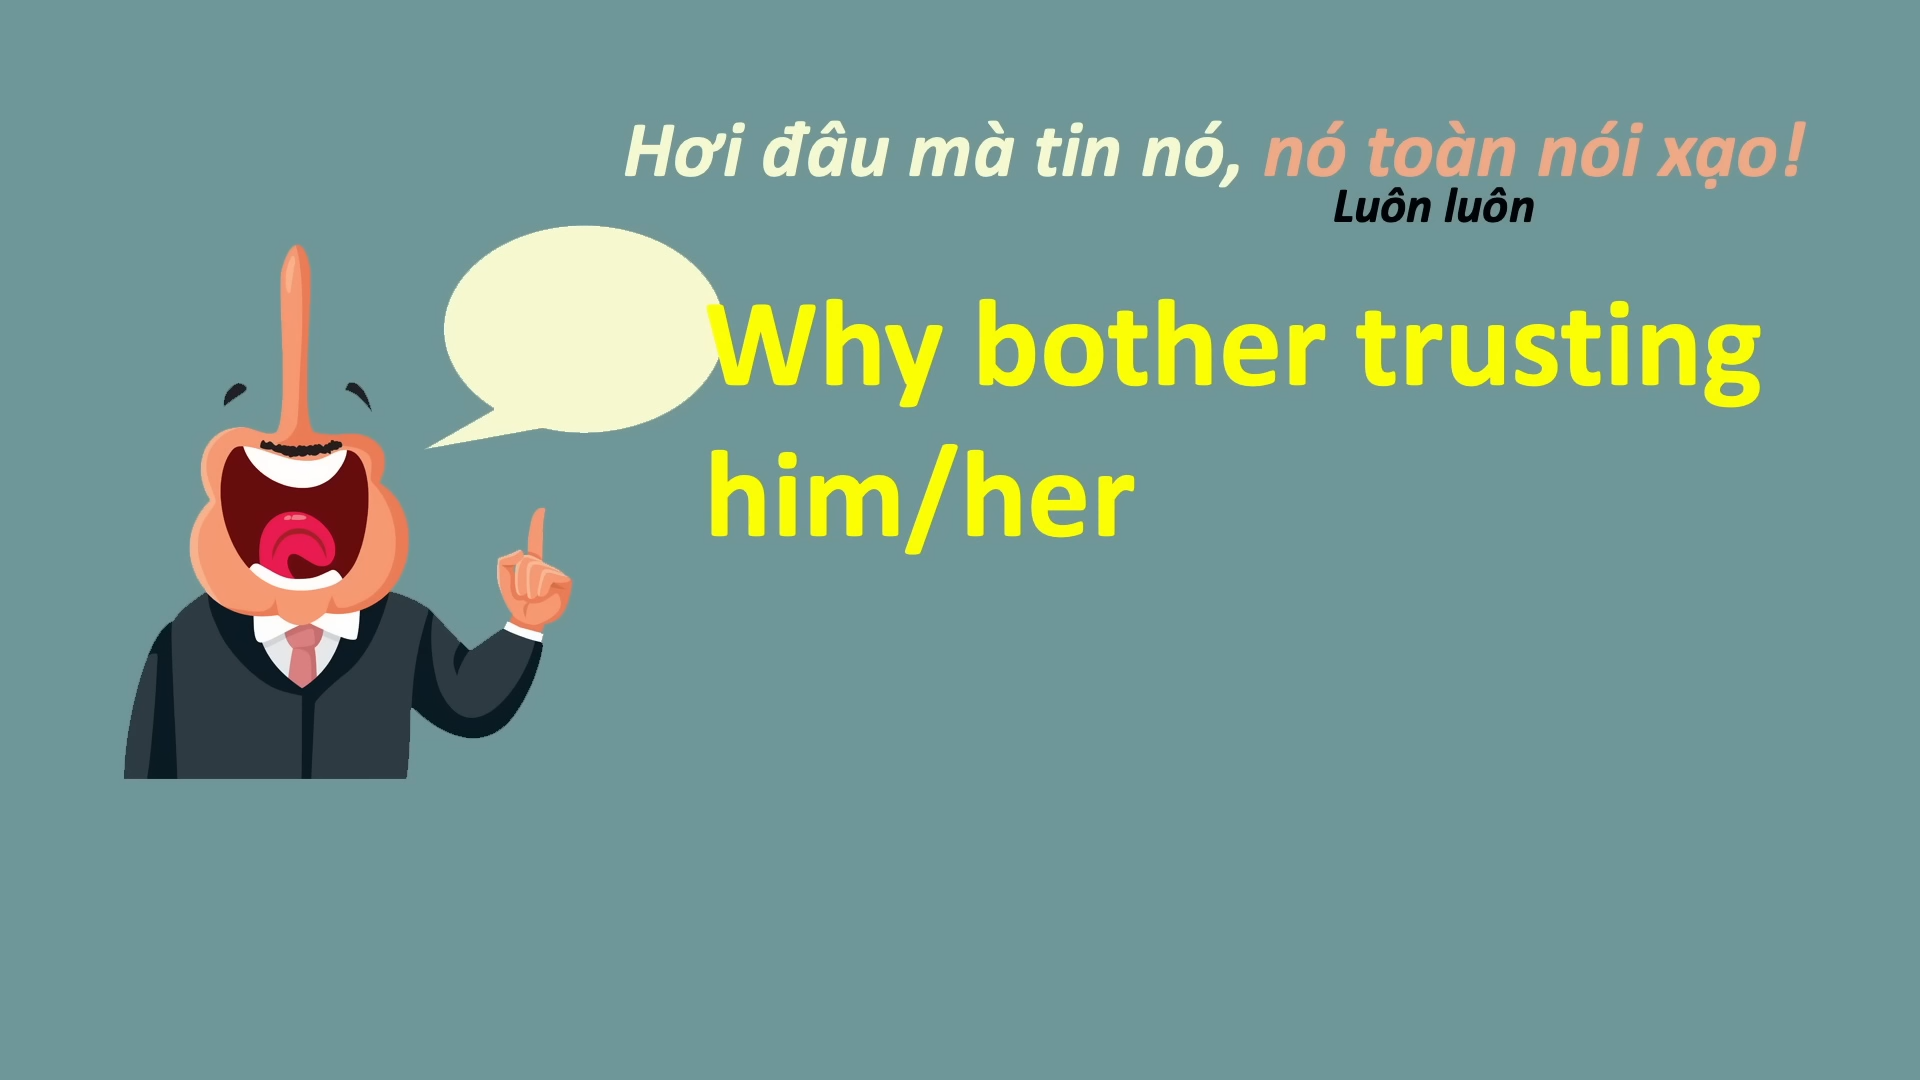 Hơi đâu mà tin nó, nó toàn nói xạo!
Luôn luôn
Why bother trusting
him/her